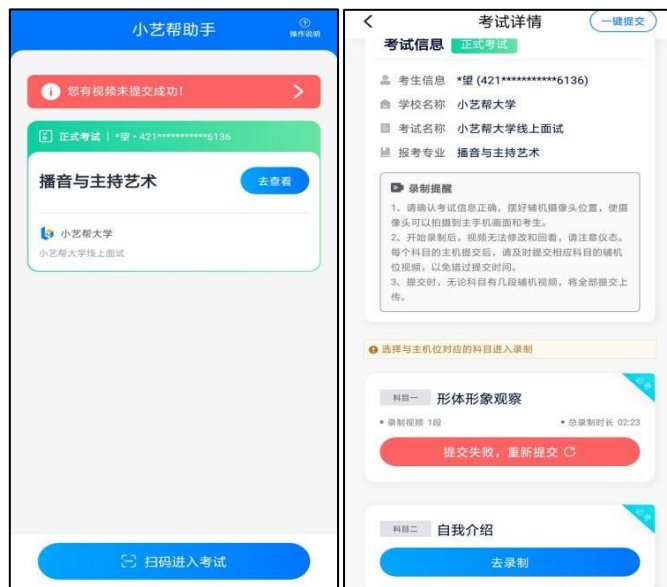 小艺帮助手
操作说明
您有视频未提交成功!
正式考试 | *望 · 421***********6136
播音与主持艺术
去查看
小艺帮大学
小艺帮大学线上面试
扫码进入考试
考试详情
一键提交
考试信息 正式考试
考生信息 *望 (421***********6136)
学校名称 小艺帮大学
考试名称 小艺帮大学线上面试
报考专业 播音与主持艺术
录制提醒
1、请确认考试信息正确,摆好辅机摄像头位置,使摄
像头可以拍摄到主手机画面和考生。
2、开始录制后,视频无法修改和回看,请注意仪态。
每个科目的主机提交后,请及时提交相应科目的辅机
位视频,以免错过提交时间。
3、提交时,无论科目有几段辅机视频,将全部提交上
传。
选择与主机位对应的科目进入录制
科目一 形体形象观察
• 录制视频 1段 • 总录制时长 02:23
提交失败,重新提交
科目二 自我介绍
去录制